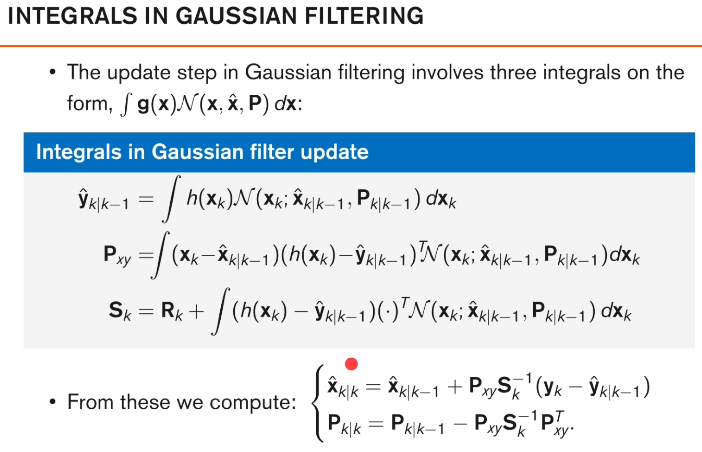 INTEGRALS IN GAUSSIAN FILTERING
• The update step in Gaussian filtering involves three integrals on the
form, ∫ g(x)𝒩(x, x̂, P) dx:
Integrals in Gaussian filter update
ŷ_{k|k−1} = ∫ h(x_k)𝒩(x_k; x̂_{k|k−1}, P_{k|k−1}) dx_k
P_{xy} = ∫ (x_k − x̂_{k|k−1})(h(x_k) − ŷ_{k|k−1})^T 𝒩(x_k; x̂_{k|k−1}, P_{k|k−1}) dx_k
S_k = R_k + ∫ (h(x_k) − ŷ_{k|k−1})(·)^T 𝒩(x_k; x̂_{k|k−1}, P_{k|k−1}) dx_k
• From these we compute:
x̂_{k|k} = x̂_{k|k−1} + P_{xy}S_k^{−1}(y_k − ŷ_{k|k−1})
P_{k|k} = P_{k|k−1} − P_{xy}S_k^{−1}P_{xy}^T.